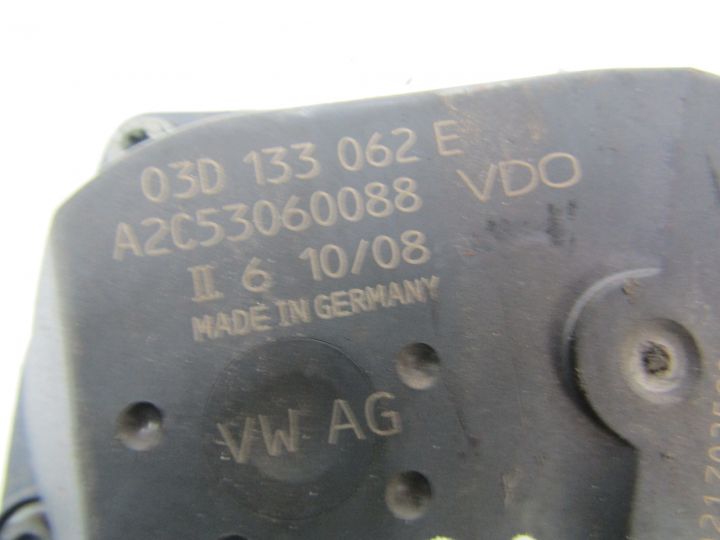 03D 133 062 E
A2C53060088 VDO
II 6 10/08
MADE IN GERMANY
VW AG